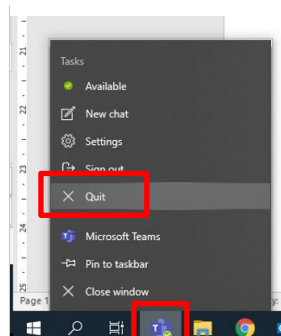 21
Tasks
Available
22
New chat
Settings
23
Sign out
Quit
24
Microsoft Teams
Pin to taskbar
25
Close window
Page 1